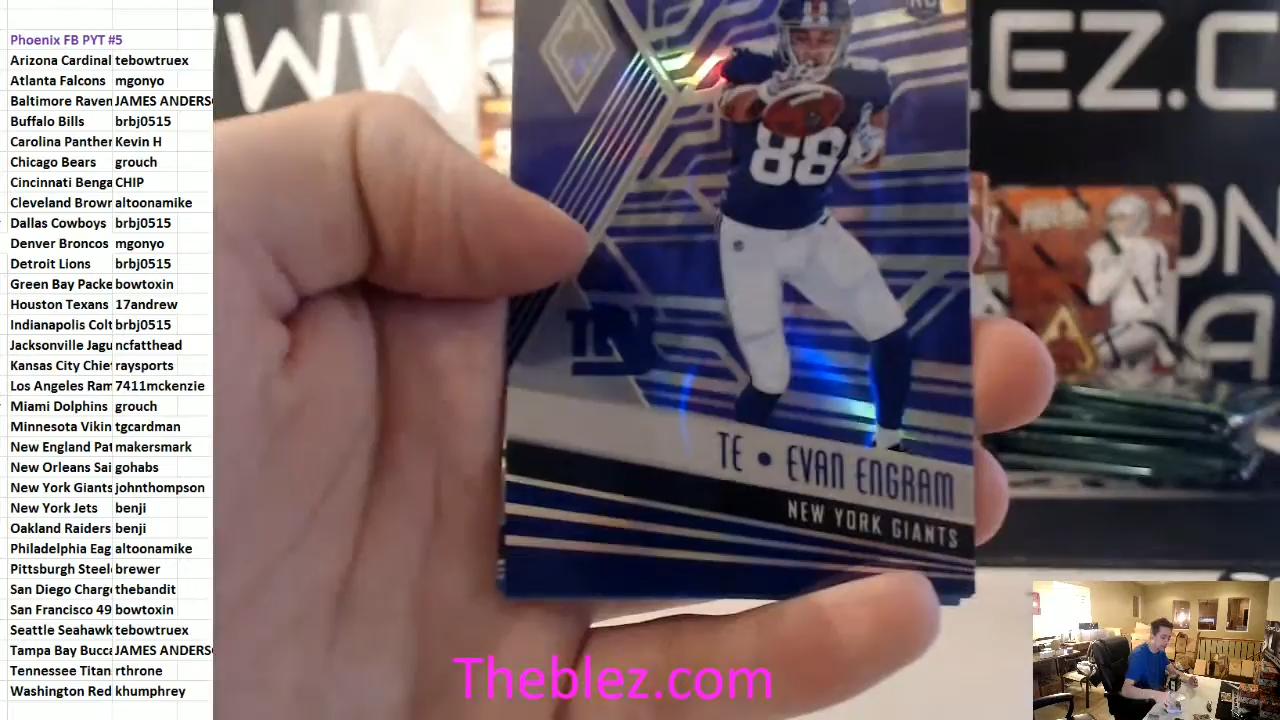 Phoenix FB PYT #5
Arizona Cardinal tebowtruex
Atlanta Falcons mgonyo
Baltimore Raven JAMES ANDERS
Buffalo Bills brbj0515
Carolina Panther Kevin H
Chicago Bears grouch
Cincinnati Benga CHIP
Cleveland Brown altoonamike
Dallas Cowboys brbj0515
Denver Broncos mgonyo
Detroit Lions brbj0515
Green Bay Packe bowtoxin
Houston Texans 17andrew
Indianapolis Colt brbj0515
Jacksonville Jagu ncfatthead
Kansas City Chief raysports
Los Angeles Ram 7411mckenzie
Miami Dolphins grouch
Minnesota Vikin tgcardman
New England Pat makersmark
New Orleans Sai gohabs
New York Giants johnthompson
New York Jets benji
Oakland Raiders benji
Philadelphia Eag altoonamike
Pittsburgh Steel brewer
San Diego Charge thebandit
San Francisco 49 bowtoxin
Seattle Seahawk tebowtruex
Tampa Bay Bucca JAMES ANDERS
Tennessee Titan rthrone
Washington Red khumphrey
WWW
EZ.C
ON
A
88
TE • EVAN ENGRAM
NEW YORK GIANTS
Theblez.com